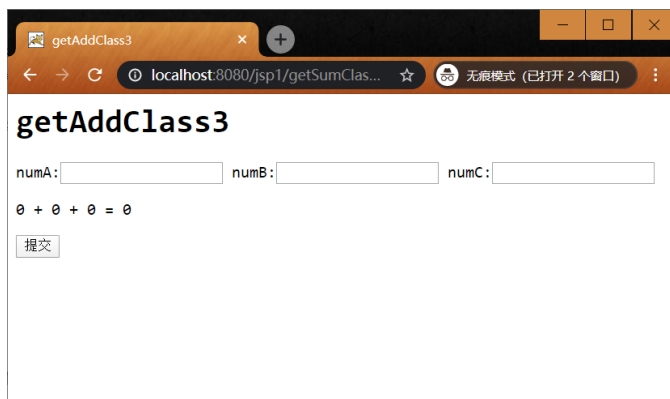 getAddClass3
localhost:8080/jsp1/getSumClas...
无痕模式（已打开 2 个窗口）
getAddClass3
numA: numB: numC:
0 + 0 + 0 = 0
提交